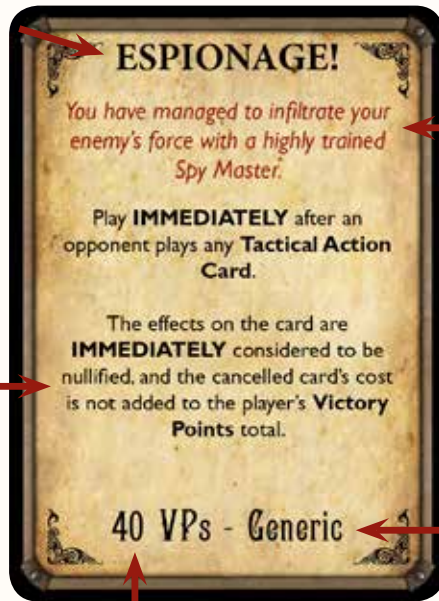 ESPIONAGE!
You have managed to infiltrate your
enemy's force with a highly trained
Spy Master.
Play IMMEDIATELY after an
opponent plays any Tactical Action
Card.
The effects on the card are
IMMEDIATELY considered to be
nullified, and the cancelled card's cost
is not added to the player's Victory
Points total.
40 VPs - Generic